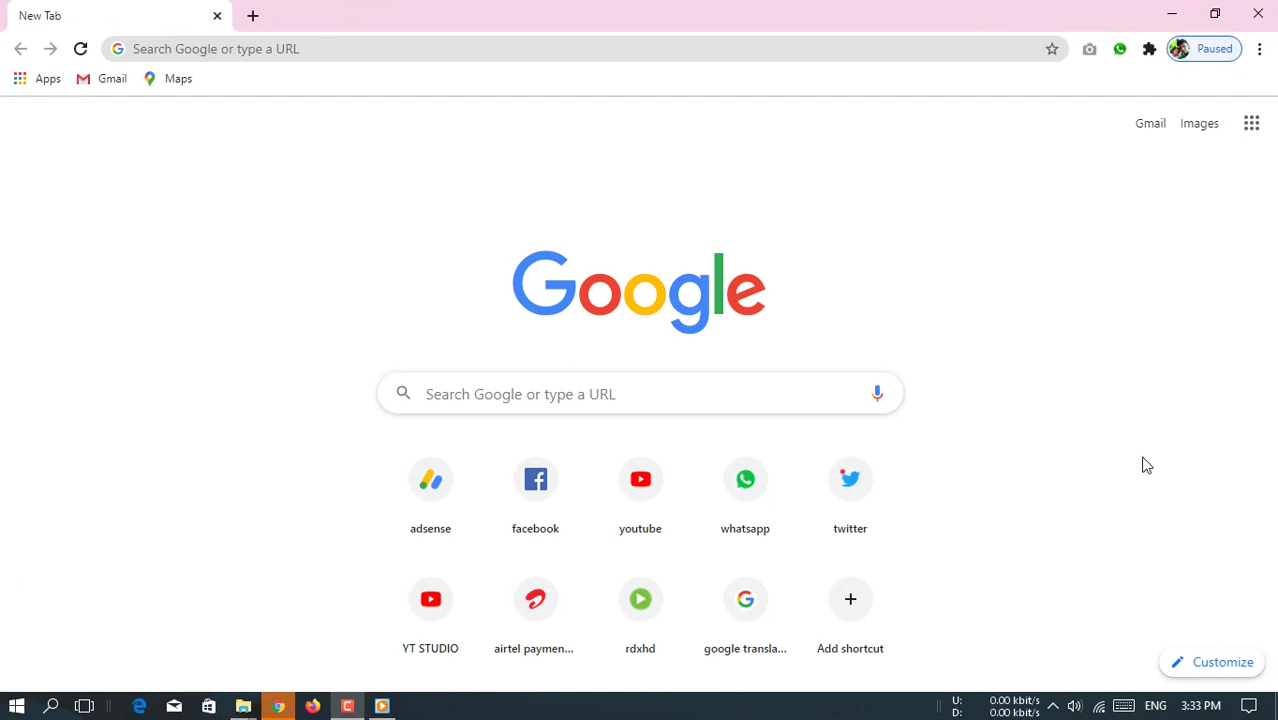 New Tab
Search Google or type a URL
Paused
Apps
Gmail
Maps
Gmail
Images
Google
Search Google or type a URL
adsense
facebook
youtube
whatsapp
twitter
YT STUDIO
airtel paymen...
rdxhd
google transla...
Add shortcut
Customize
U: 0.00 kbit/s
D: 0.00 kbit/s
ENG
3:33 PM